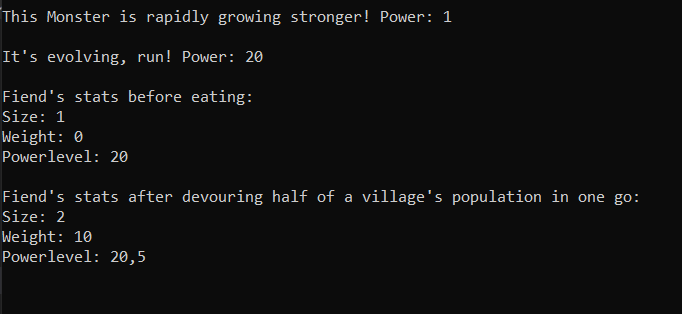 This Monster is rapidly growing stronger! Power: 1
It's evolving, run! Power: 20
Fiend's stats before eating:
Size: 1
Weight: 0
Powerlevel: 20
Fiend's stats after devouring half of a village's population in one go:
Size: 2
Weight: 10
Powerlevel: 20,5